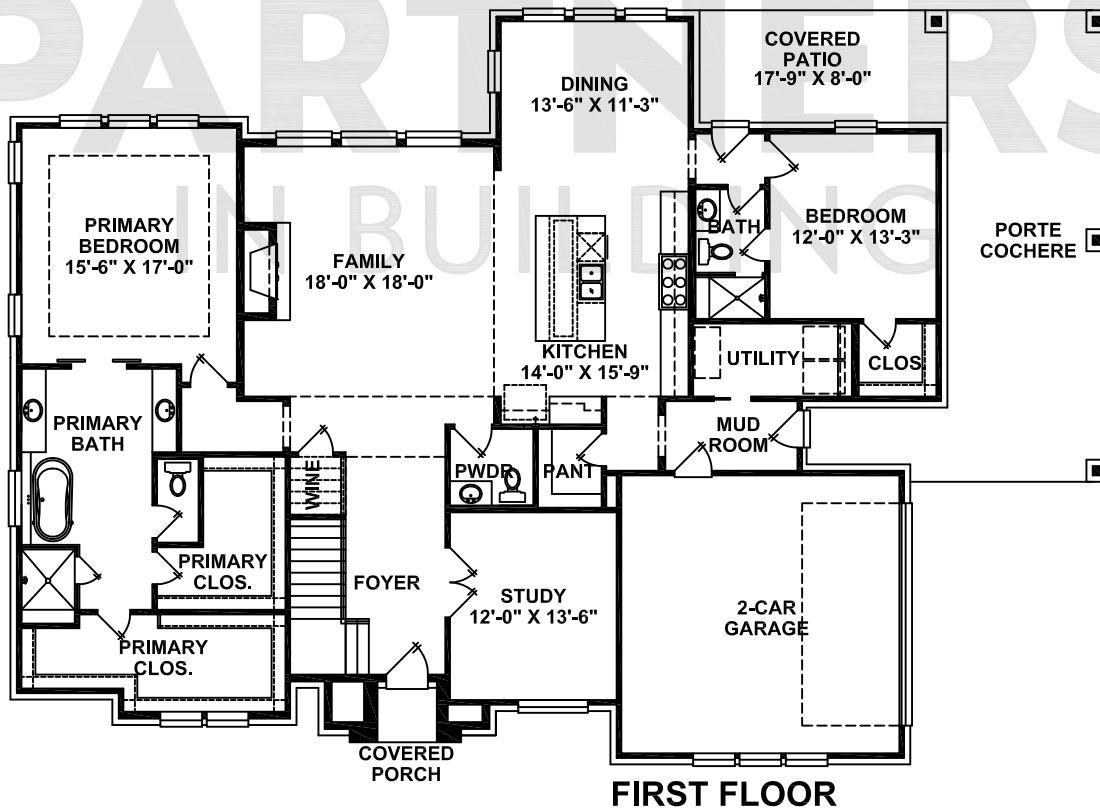 PARTNERS
IN BUILDING
COVERED
PATIO
17'-9" X 8'-0"
DINING
13'-6" X 11'-3"
PRIMARY
BEDROOM
15'-6" X 17'-0"
FAMILY
18'-0" X 18'-0"
BATH
BEDROOM
12'-0" X 13'-3"
PORTE
COCHERE
KITCHEN
14'-0" X 15'-9"
UTILITY
CLOS
PRIMARY
BATH
MUD
ROOM
WINE
PWDR
PANT
PRIMARY
CLOS.
FOYER
STUDY
12'-0" X 13'-6"
2-CAR
GARAGE
PRIMARY
CLOS.
COVERED
PORCH
FIRST FLOOR